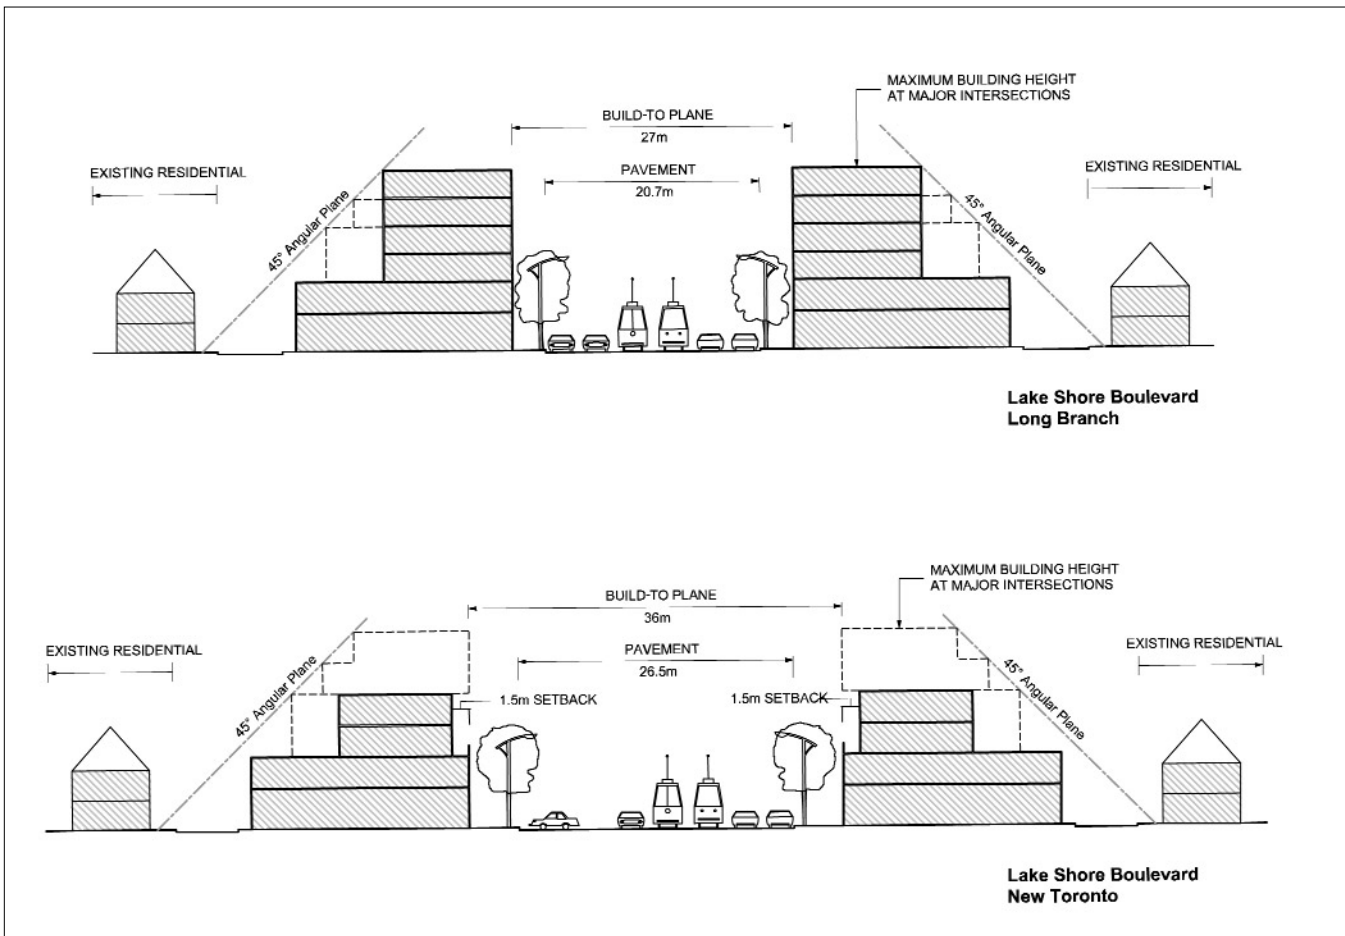 MAXIMUM BUILDING HEIGHT
AT MAJOR INTERSECTIONS
BUILD-TO PLANE
27m
EXISTING RESIDENTIAL
PAVEMENT
20.7m
EXISTING RESIDENTIAL
45° Angular Plane
45° Angular Plane
Lake Shore Boulevard
Long Branch
MAXIMUM BUILDING HEIGHT
AT MAJOR INTERSECTIONS
BUILD-TO PLANE
36m
EXISTING RESIDENTIAL
PAVEMENT
26.5m
EXISTING RESIDENTIAL
45° Angular Plane
1.5m SETBACK
1.5m SETBACK
45° Angular Plane
Lake Shore Boulevard
New Toronto